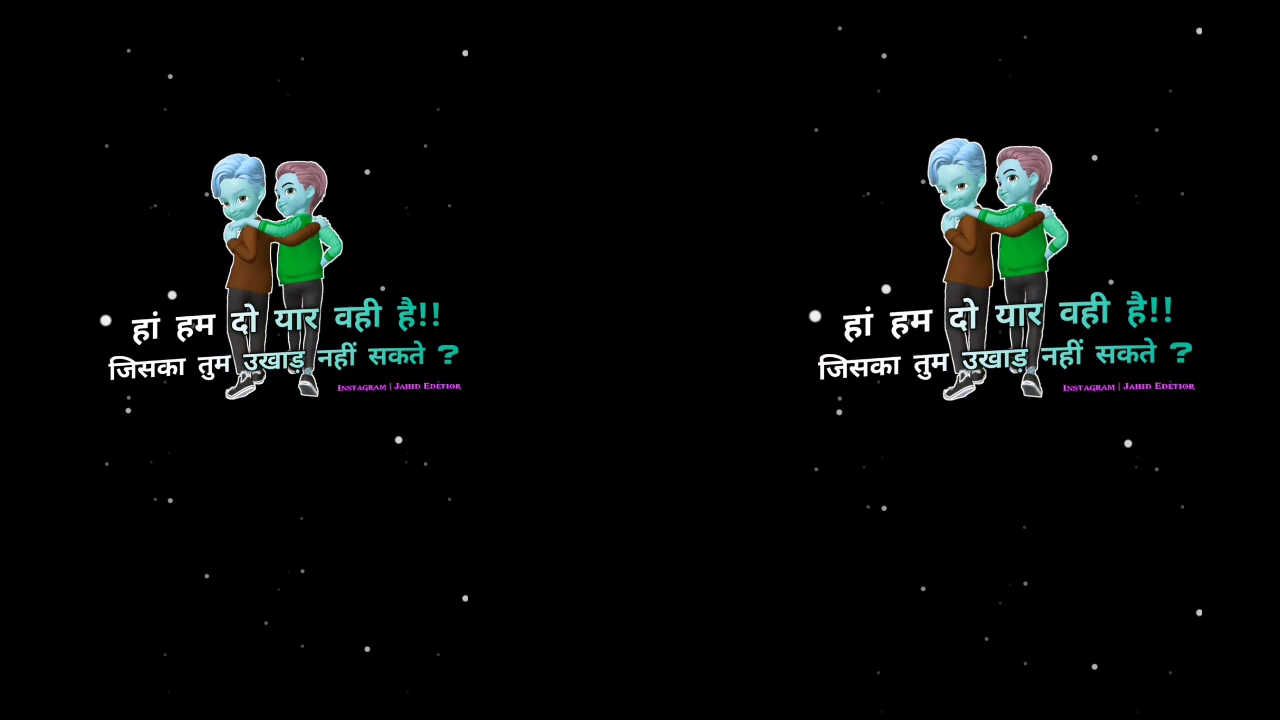 हां हम दो यार वही है!!
जिसका तुम उखाड़ नहीं सकते ?
Instagram | Jahid Edetior
हां हम दो यार वही है!!
जिसका तुम उखाड़ नहीं सकते ?
Instagram | Jahid Edetior